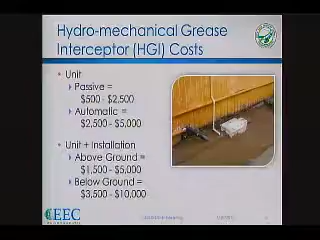 Hydro-mechanical Grease
Interceptor (HGI) Costs
Unit
Passive =
$500 - $2,500
Automatic =
$2,500 - $5,000
Unit + Installation
Above Ground =
$1,500 - $5,000
Below Ground =
$3,500 - $10,000
EEC